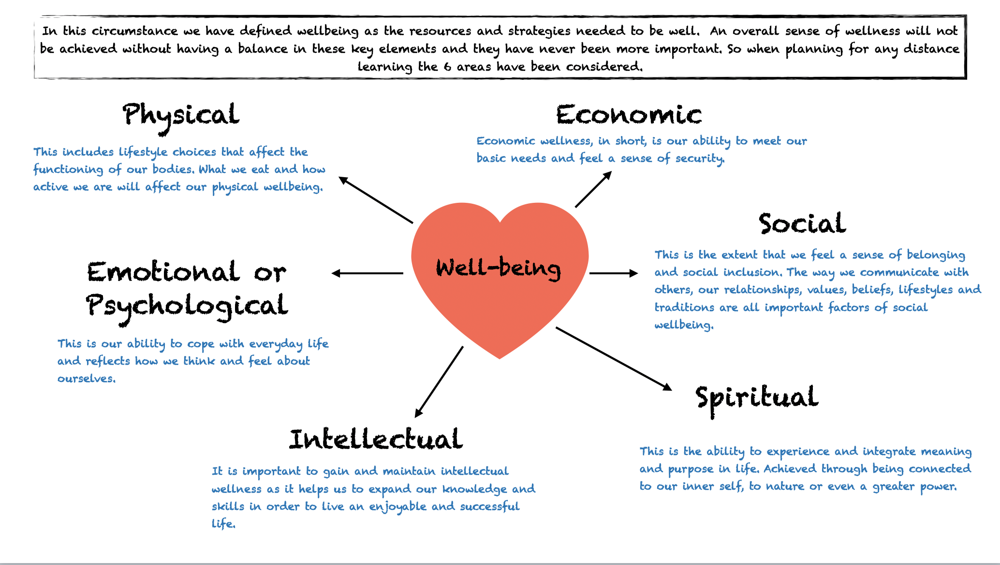 In this circumstance we have defined wellbeing as the resources and strategies needed to be well.  An overall sense of wellness will not
be achieved without having a balance in these key elements and they have never been more important. So when planning for any distance
learning the 6 areas have been considered.
Physical
This includes lifestyle choices that affect the
functioning of our bodies. What we eat and how
active we are will affect our physical wellbeing.
Economic
Economic wellness, in short, is our ability to meet our
basic needs and feel a sense of security.
Social
This is the extent that we feel a sense of belonging
and social inclusion. The way we communicate with
others, our relationships, values, beliefs, lifestyles and
traditions are all important factors of social
wellbeing.
Well-being
Emotional or
Psychological
This is our ability to cope with everyday life
and reflects how we think and feel about
ourselves.
Spiritual
This is the ability to experience and integrate meaning
and purpose in life. Achieved through being connected
to our inner self, to nature or even a greater power.
Intellectual
It is important to gain and maintain intellectual
wellness as it helps us to expand our knowledge and
skills in order to live an enjoyable and successful
life.